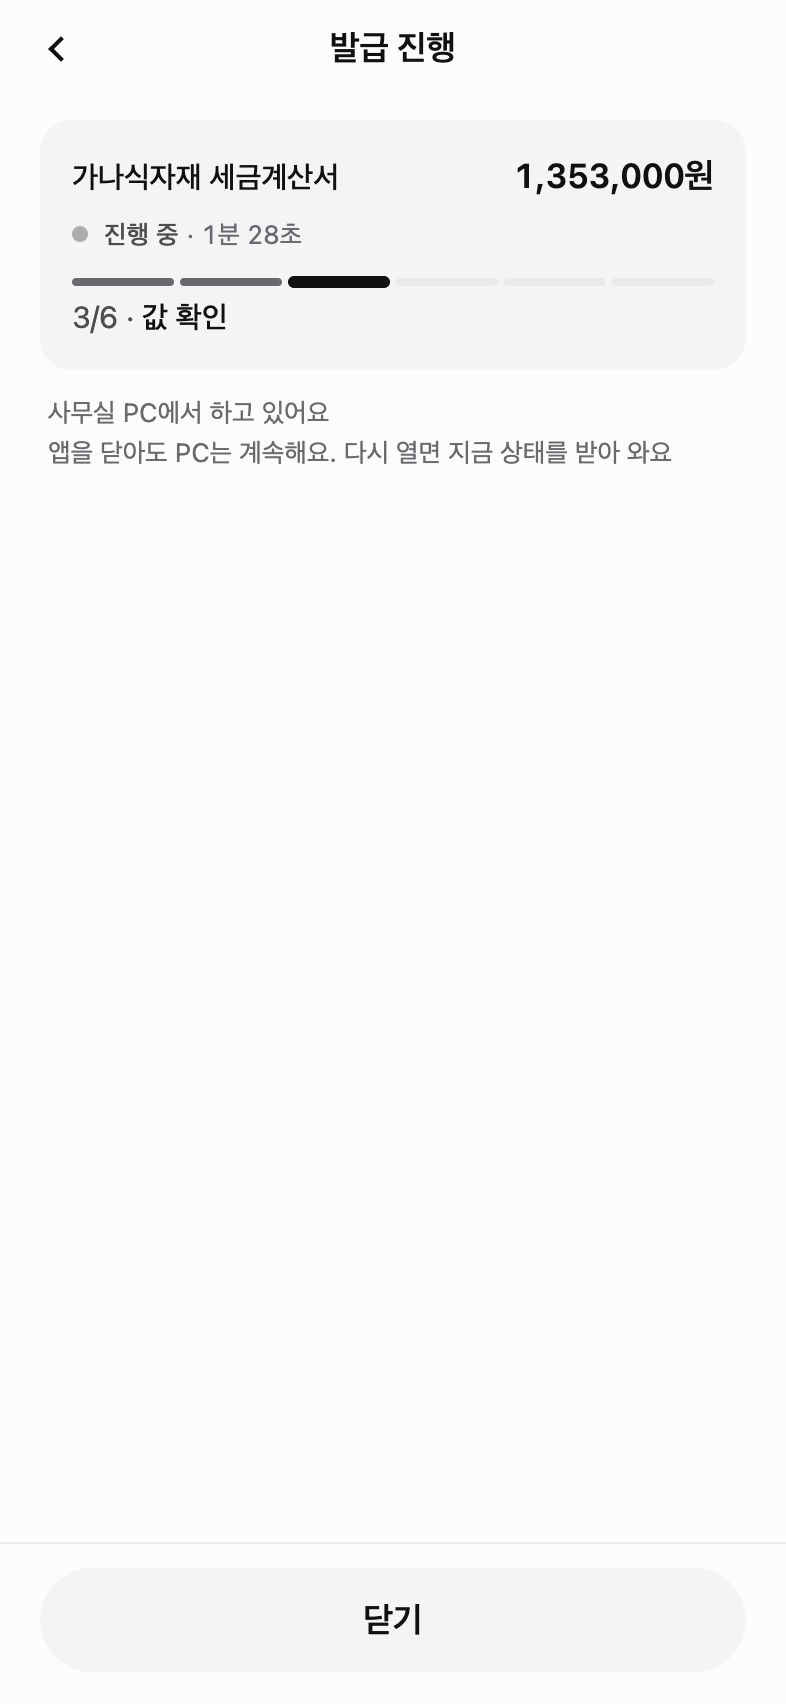 발급 진행
가나식자재 세금계산서 1,353,000원
진행 중 · 1분 28초
3/6 · 값 확인
사무실 PC에서 하고 있어요
앱을 닫아도 PC는 계속해요. 다시 열면 지금 상태를 받아 와요
닫기